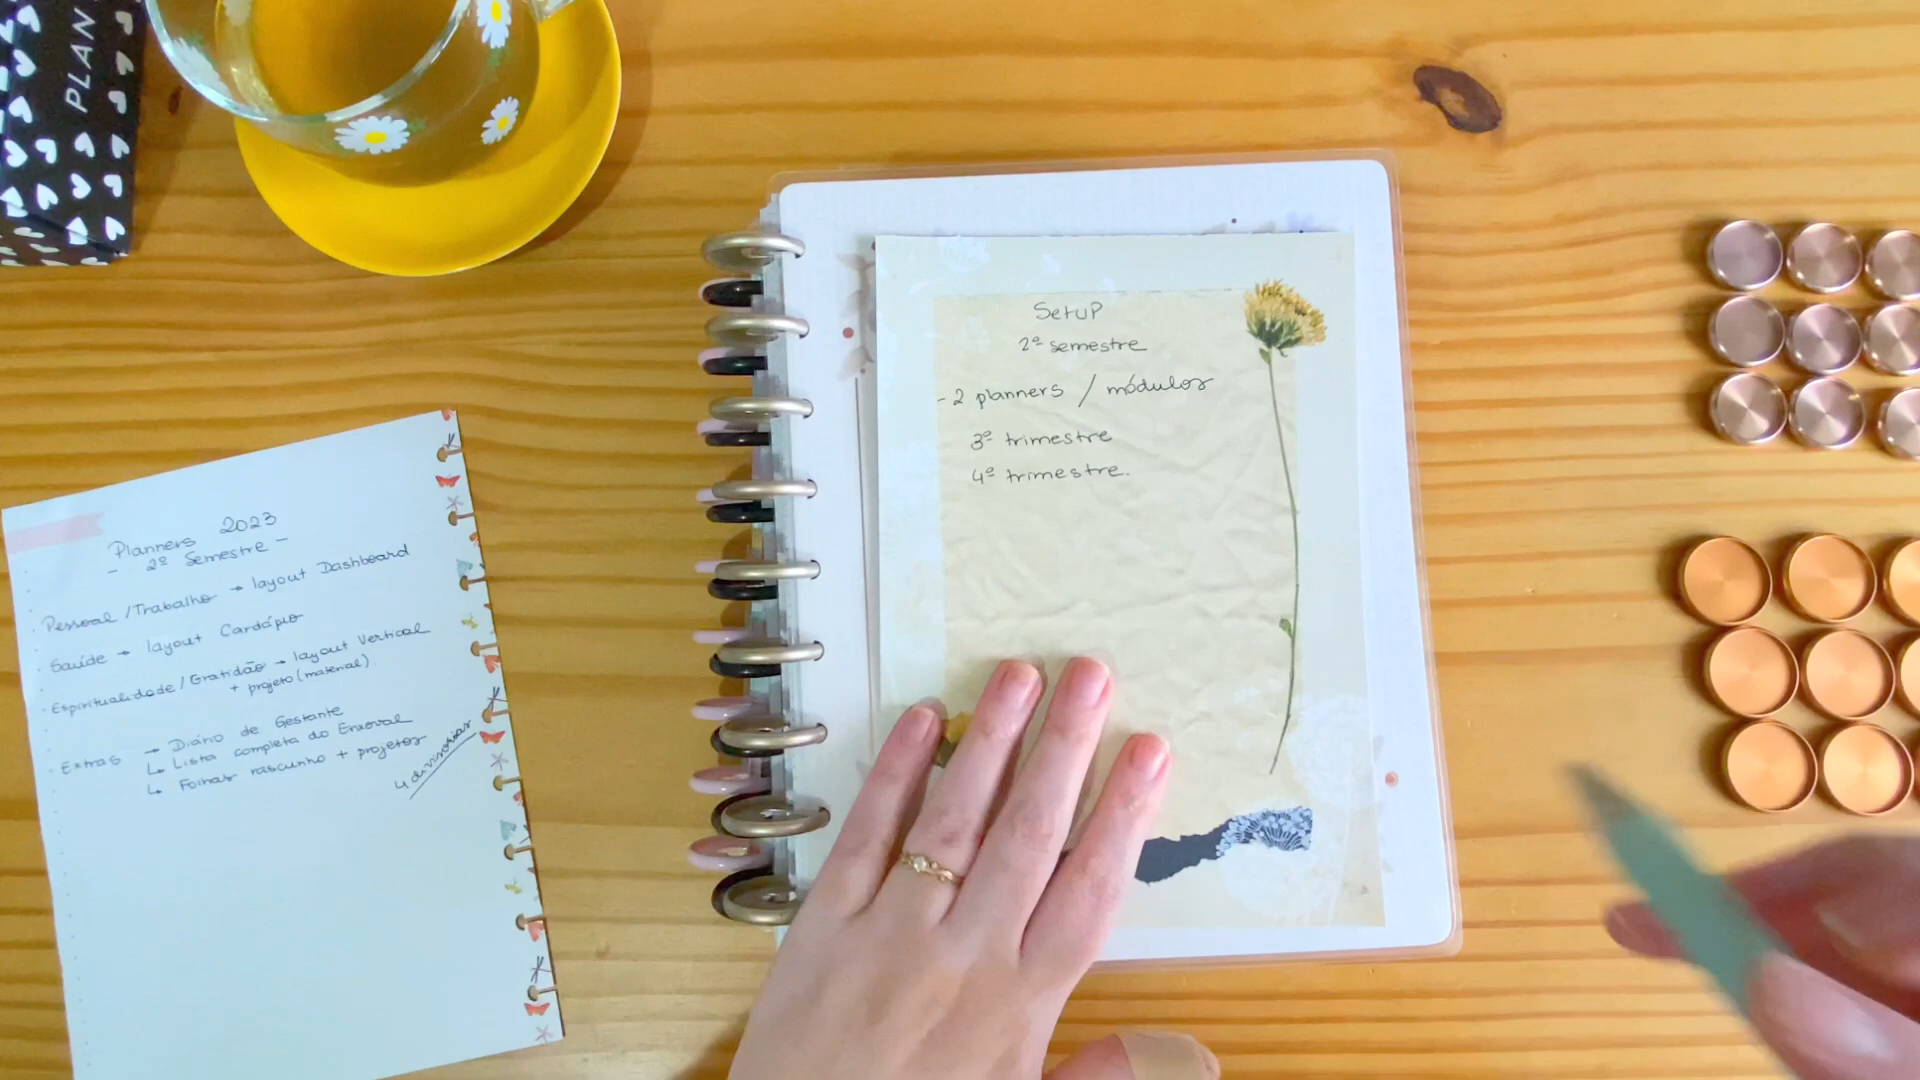 PLAN
Planners 2023
- 2º Semestre -
· Pessoal / Trabalho → layout Dashboard
· Saúde → layout Cardápio
· Espiritualidade / Gratidão → layout Vertical
+ projeto (material)
· Extras → Diário de Gestante
↳ Lista completa do Enxoval
↳ Folhas rascunho + projetos
4 divisórias
SetuP
2º semestre
- 2 planners / módulos
3º trimestre
4º trimestre.